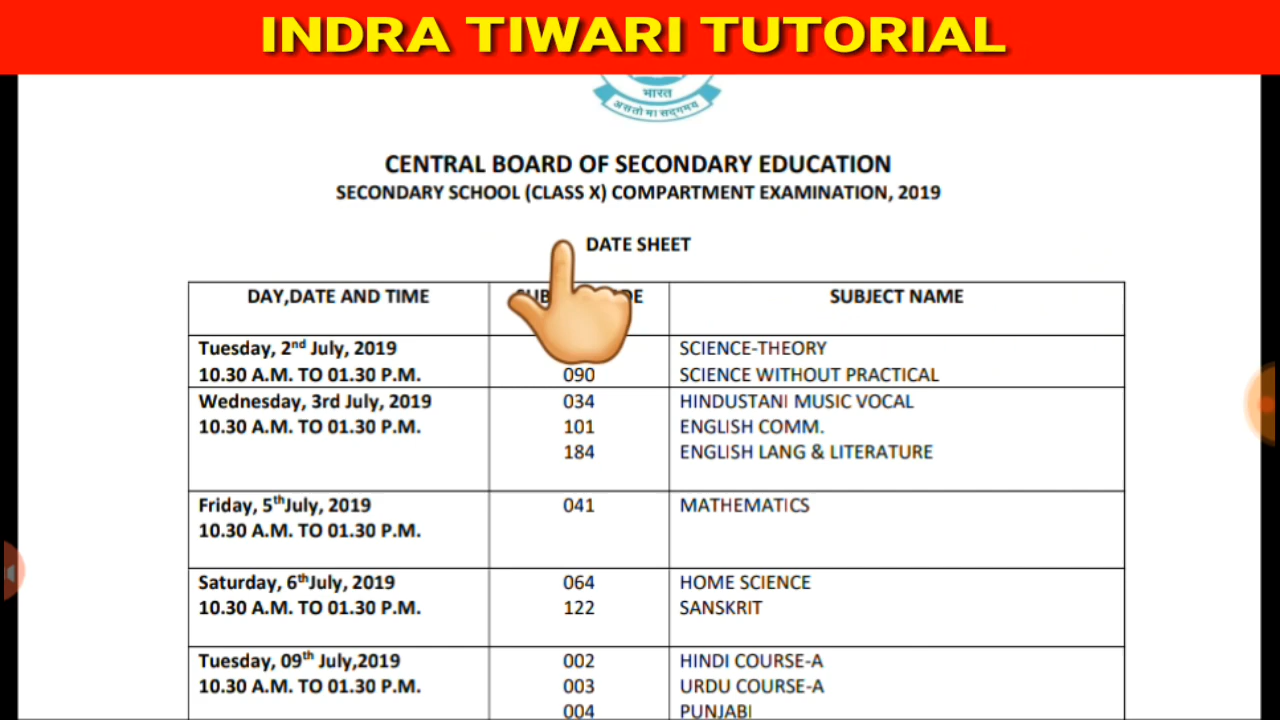 INDRA TIWARI TUTORIAL
भारत
असतो मा सद्गमय
CENTRAL BOARD OF SECONDARY EDUCATION
SECONDARY SCHOOL (CLASS X) COMPARTMENT EXAMINATION, 2019
DATE SHEET
DAY,DATE AND TIME SUBJECT NAME
Tuesday, 2nd July, 2019 SCIENCE-THEORY
10.30 A.M. TO 01.30 P.M. 090 SCIENCE WITHOUT PRACTICAL
Wednesday, 3rd July, 2019 034 HINDUSTANI MUSIC VOCAL
10.30 A.M. TO 01.30 P.M. 101 ENGLISH COMM.
184 ENGLISH LANG & LITERATURE
Friday, 5thJuly, 2019 041 MATHEMATICS
10.30 A.M. TO 01.30 P.M.
Saturday, 6thJuly, 2019 064 HOME SCIENCE
10.30 A.M. TO 01.30 P.M. 122 SANSKRIT
Tuesday, 09th July,2019 002 HINDI COURSE-A
10.30 A.M. TO 01.30 P.M. 003 URDU COURSE-A
004 PUNJABI